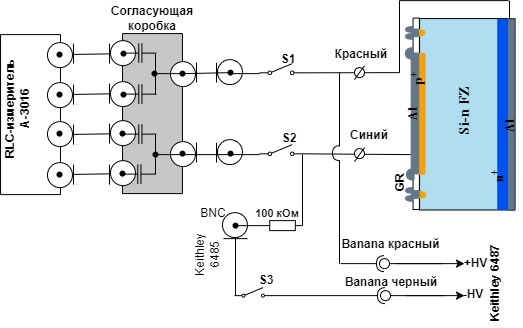 Согласующая
коробка
RLC-измеритель
А-3016
S1
Красный
S2
Синий
p+
Al
Si-n FZ
Al
n+
GR
BNC
100 кОм
Keithley
6485
S3
Banana красный
+HV
Banana черный
-HV
Keithley 6487